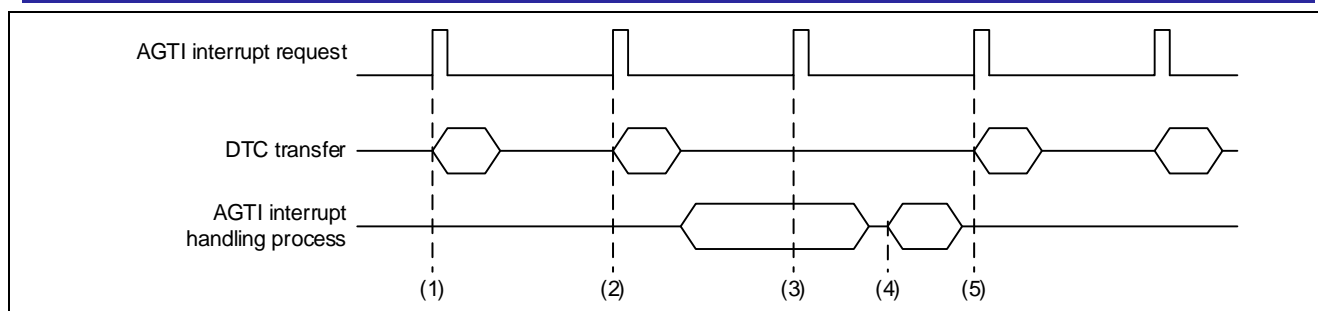 AGTI interrupt request
DTC transfer
AGTI interrupt
handling process
(1) (2) (3) (4) (5)